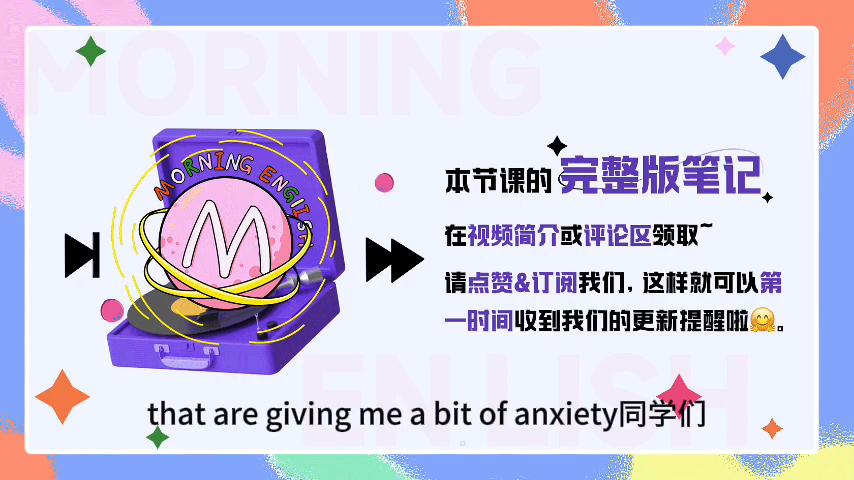 MORNING
MORNING ENGLISH
M
本节课的 完整版笔记
在视频简介或评论区领取~
请点赞&订阅我们, 这样就可以第
一时间收到我们的更新提醒啦🤗。
ENGLISH
that are giving me a bit of anxiety同学们